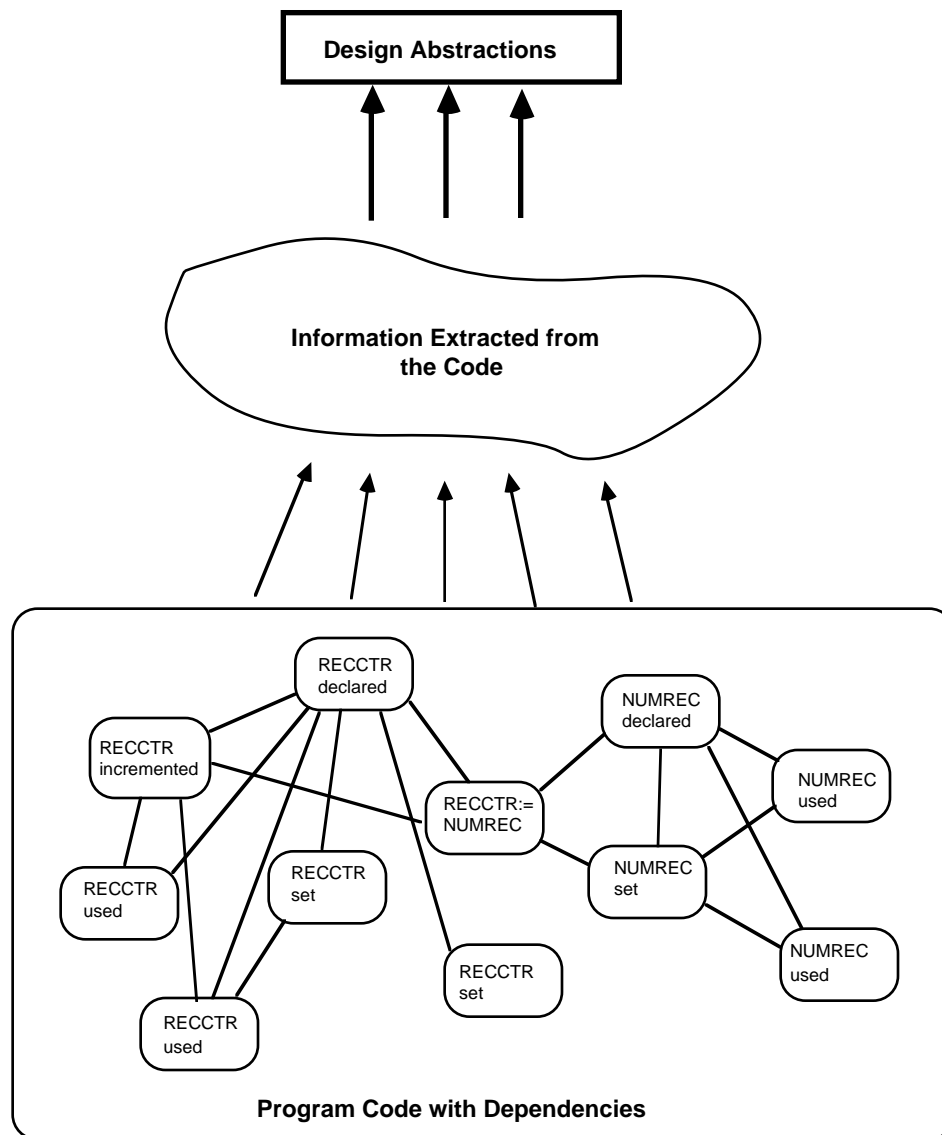 Design Abstractions
Information Extracted from
the Code
RECCTR
declared
NUMREC
declared
RECCTR
incremented
RECCTR:=
NUMREC
NUMREC
used
RECCTR
used
RECCTR
set
NUMREC
set
RECCTR
set
NUMREC
used
RECCTR
used
Program Code with Dependencies